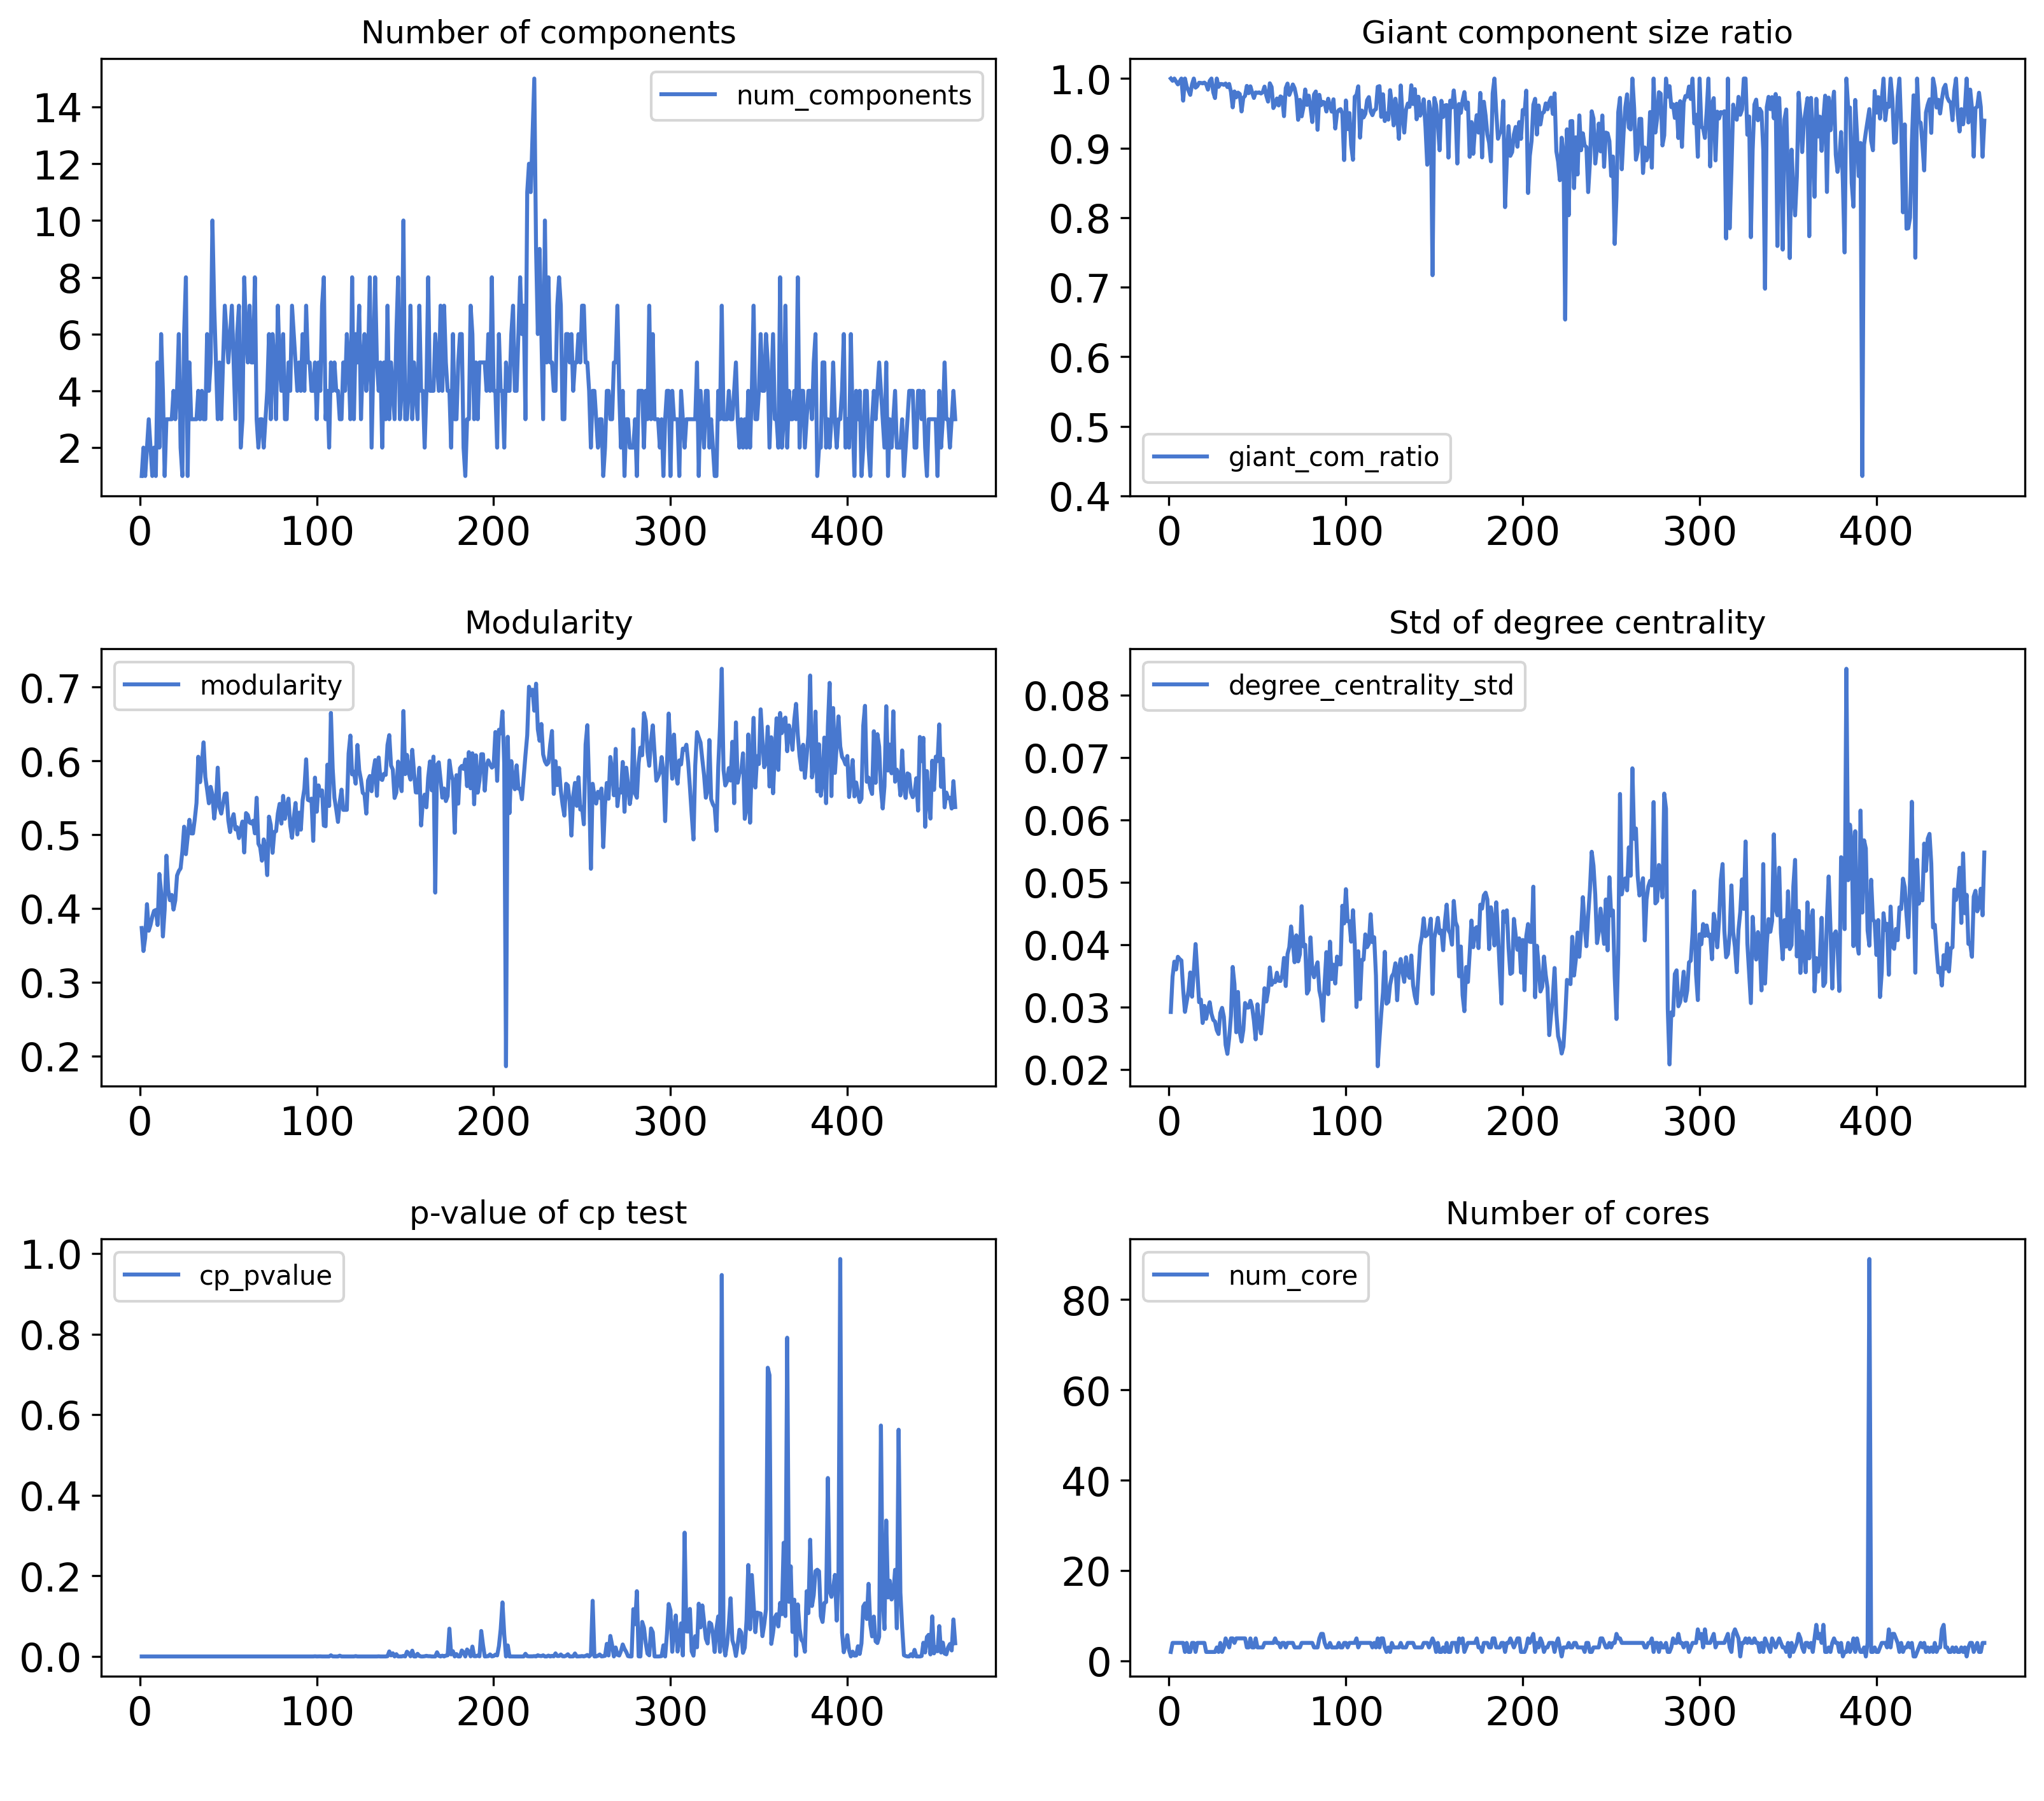 Number of components
num_components
14
12
10
8
6
4
2
0 100 200 300 400
Giant component size ratio
giant_com_ratio
1.0
0.9
0.8
0.7
0.6
0.5
0.4
0 100 200 300 400
Modularity
modularity
0.7
0.6
0.5
0.4
0.3
0.2
0 100 200 300 400
Std of degree centrality
degree_centrality_std
0.08
0.07
0.06
0.05
0.04
0.03
0.02
0 100 200 300 400
p-value of cp test
cp_pvalue
1.0
0.8
0.6
0.4
0.2
0.0
0 100 200 300 400
Number of cores
num_core
80
60
40
20
0
0 100 200 300 400